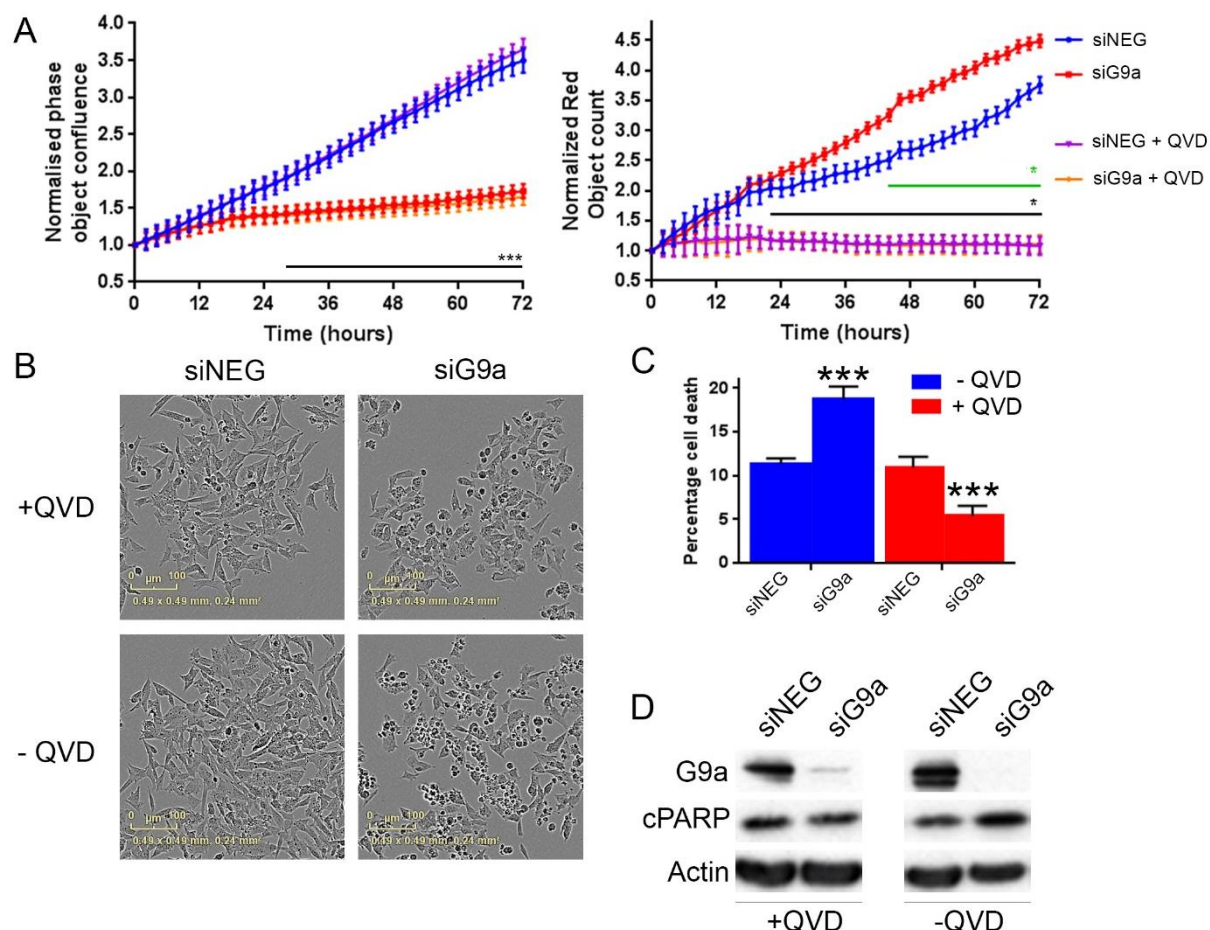 A
Normalised phase
object confluence
4.0
3.5
3.0
2.5
2.0
1.5
1.0
0.5
***
0 12 24 36 48 60 72
Time (hours)
Normalized Red
Object count
4.5
4.0
3.5
3.0
2.5
2.0
1.5
1.0
0.5
*
*
0 12 24 36 48 60 72
Time (hours)
siNEG
siG9a
siNEG + QVD
siG9a + QVD
B
siNEG siG9a
+QVD
- QVD
0 µm 100
0.49 x 0.49 mm, 0.24 mm²
0 µm 100
0.49 x 0.49 mm, 0.24 mm²
0 µm 100
0.49 x 0.49 mm, 0.24 mm²
0 µm 100
0.49 x 0.49 mm, 0.24 mm²
C
Percentage cell death
20
15
10
5
0
***
***
- QVD
+ QVD
siNEG siG9a siNEG siG9a
D
siNEG siG9a siNEG siG9a
G9a
cPARP
Actin
+QVD -QVD